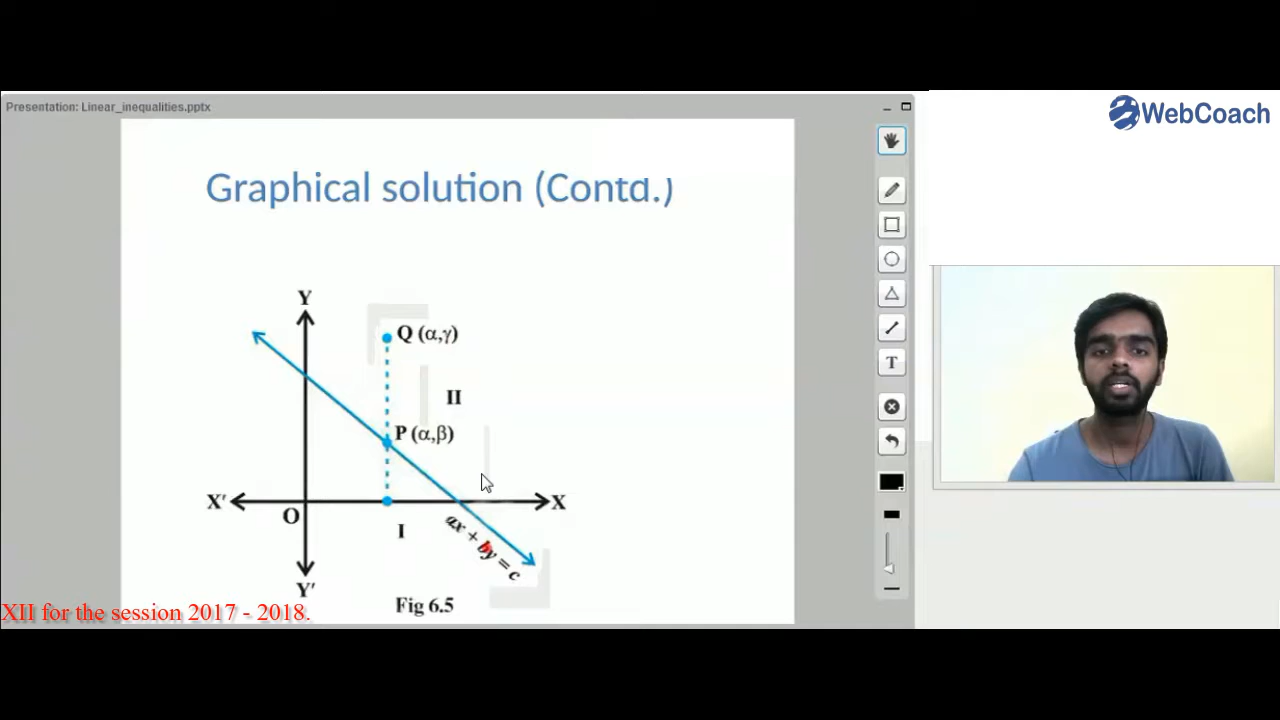 Presentation: Linear_inequalities.pptx
WebCoach
Graphical solution (Contd.)
Y
Q (α,γ)
II
P (α,β)
X′
X
O
I
ax + by = c
Y′
Fig 6.5
T
XII for the session 2017 - 2018.